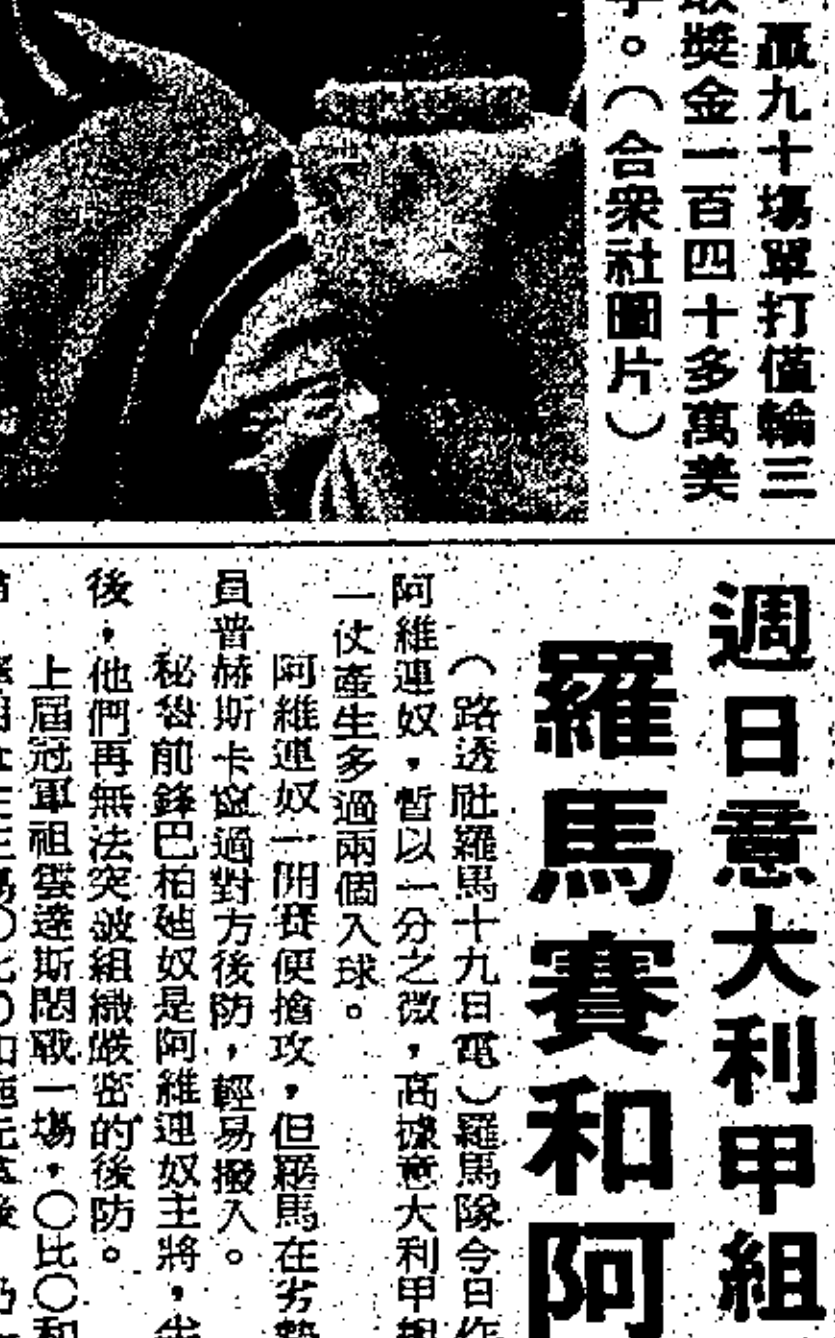 贏九十場單打僅輸三
獎金一百四十多萬美
。（合衆社圖片）
週日意大利甲組
羅馬賽和阿
（路透社羅馬十九日電）羅馬隊今日作
阿維連奴，暫以一分之微，高據意大利甲組
一仗產生多過兩個入球。
阿維連奴一開賽便搶攻，但羅馬在劣勢
員普赫斯卡窺過對方後防，輕易撥入。
秘魯前鋒巴柏迪奴是阿維連奴主將，
後，他們再無法突破組織嚴密的後防。
上屆冠軍祖雲達斯悶戰一場，○比○和